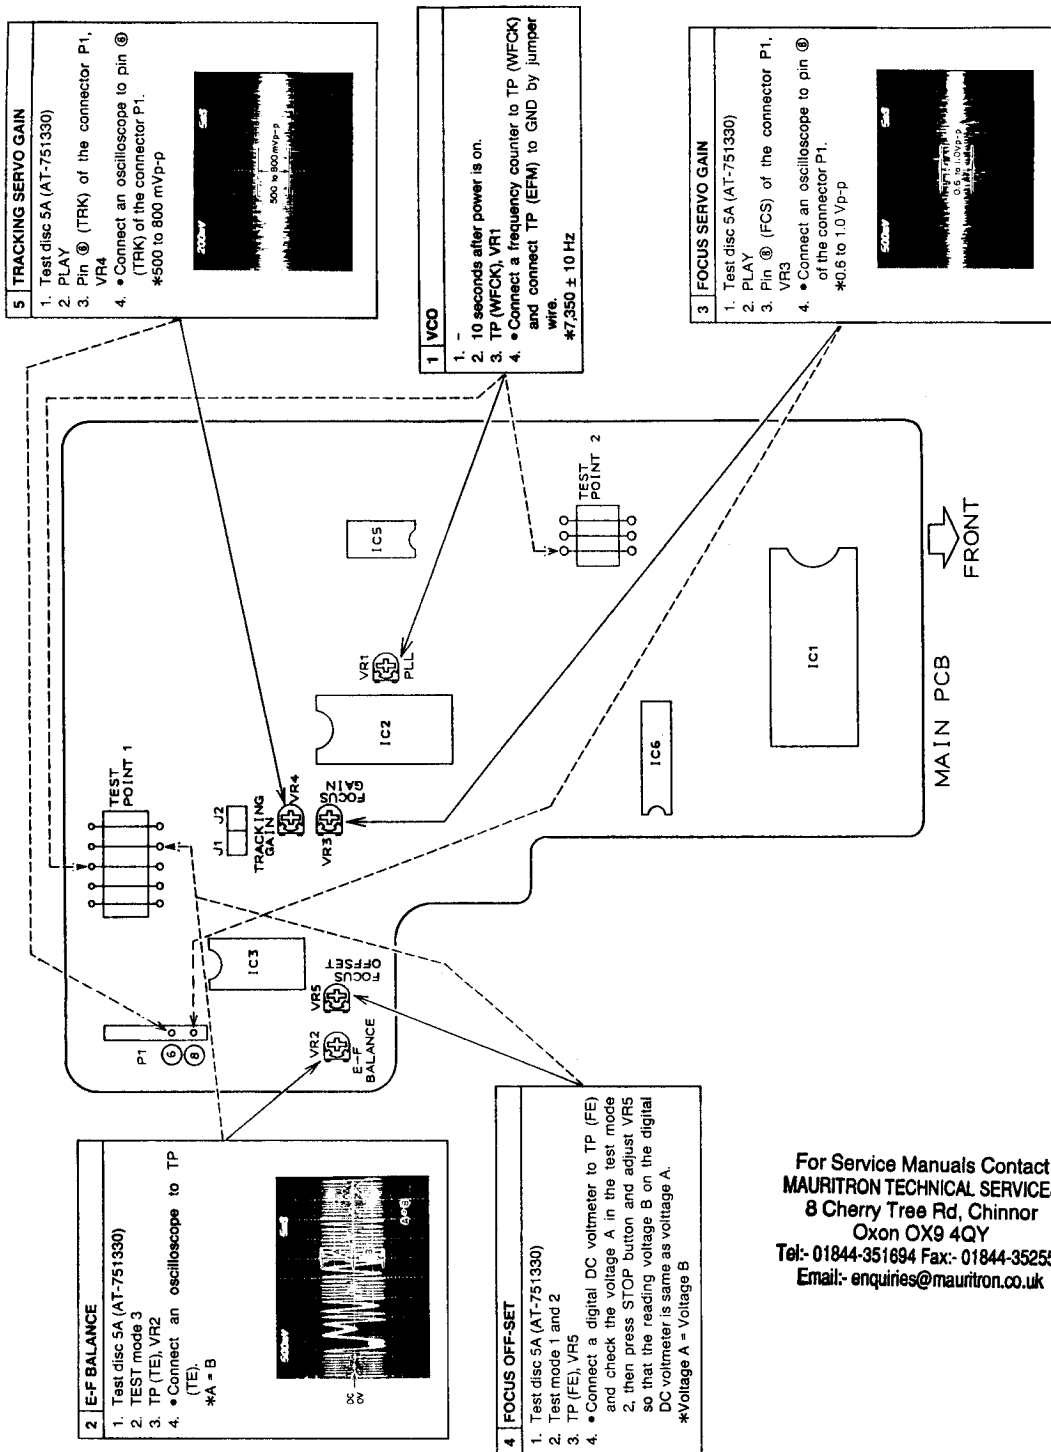 5 TRACKING SERVO GAIN
1. Test disc 5A (AT-751330)
2. PLAY
3. Pin ⑥ (TRK) of the connector P1,
VR4
4. •Connect an oscilloscope to pin ⑥
(TRK) of the connector P1.
*500 to 800 mVp-p
200mV
5mS
500 to 800 mVp-p
1 VCO
1. –
2. 10 seconds after power is on.
3. TP (WFCK), VR1
4. •Connect a frequency counter to TP (WFCK)
and connect TP (EFM) to GND by jumper
wire.
*7,350 ± 10 Hz
3 FOCUS SERVO GAIN
1. Test disc 5A (AT-751330)
2. PLAY
3. Pin ⑧ (FCS) of the connector P1,
VR3
4. •Connect an oscilloscope to pin ⑧
of the connector P1.
*0.6 to 1.0 Vp-p
500mV
5mS
0.6 to 1.0Vp-p
TEST
POINT 1
J1
J2
TRACKING
GAIN
VR4
VR3
FOCUS
GAIN
IC5
VR1
PLL
IC2
TEST
POINT 2
IC6
IC1
MAIN PCB
FRONT
P1
⑥
⑧
IC3
VR5
FOCUS
OFFSET
VR2
E-F
BALANCE
2 E-F BALANCE
1. Test disc 5A (AT-751330)
2. TEST mode 3
3. TP (TE), VR2
4. •Connect an oscilloscope to TP
(TE).
*A = B
500mV
5mS
DC
0V
A=B
4 FOCUS OFF-SET
1. Test disc 5A (AT-751330)
2. Test mode 1 and 2
3. TP (FE), VR5
4. •Connect a digital DC voltmeter to TP (FE)
and check the voltage A in the test mode
2, then press STOP button and adjust VR5
so that the reading voltage B on the digital
DC voltmeter is same as volttage A.
*Voltage A = Voltage B
For Service Manuals Contact
MAURITRON TECHNICAL SERVICE
8 Cherry Tree Rd, Chinnor
Oxon OX9 4QY
Tel:- 01844-351694 Fax:- 01844-35255
Email:- enquiries@mauritron.co.uk